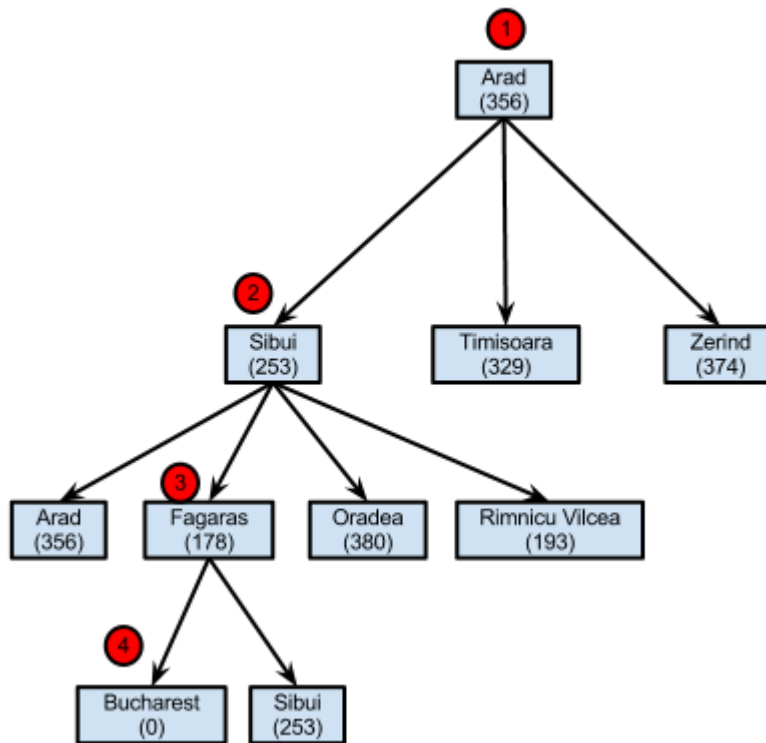 1
Arad
(356)
2
Sibui
(253)
Timisoara
(329)
Zerind
(374)
3
Arad
(356)
Fagaras
(178)
Oradea
(380)
Rimnicu Vilcea
(193)
4
Bucharest
(0)
Sibui
(253)